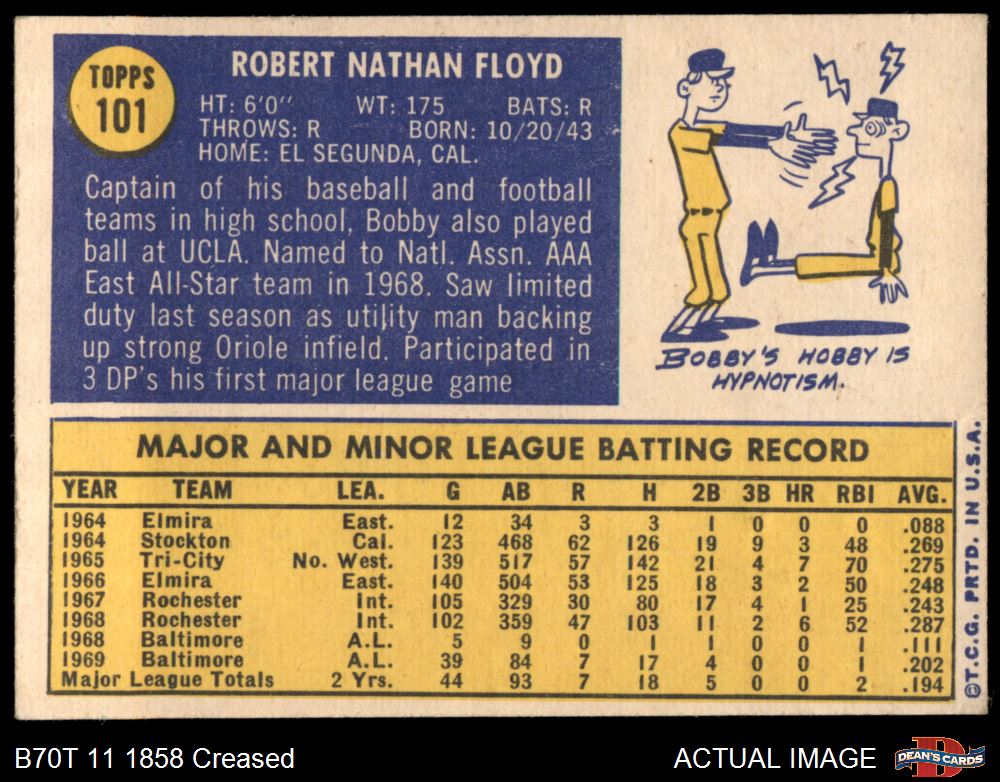 TOPPS
101
ROBERT NATHAN FLOYD
HT: 6'0" WT: 175 BATS: R
THROWS: R BORN: 10/20/43
HOME: EL SEGUNDA, CAL.
Captain of his baseball and football
teams in high school, Bobby also played
ball at UCLA. Named to Natl. Assn. AAA
East All-Star team in 1968. Saw limited
duty last season as utility man backing
up strong Oriole infield. Participated in
3 DP's his first major league game
BOBBY'S HOBBY IS
HYPNOTISM.
MAJOR AND MINOR LEAGUE BATTING RECORD
YEAR TEAM LEA. G AB R H 2B 3B HR RBI AVG.
1964 Elmira East. 12 34 3 3 1 0 0 0 .088
1964 Stockton Cal. 123 468 62 126 19 9 3 48 .269
1965 Tri-City No. West. 139 517 57 142 21 4 7 70 .275
1966 Elmira East. 140 504 53 125 18 3 2 50 .248
1967 Rochester Int. 105 329 30 80 17 4 1 25 .243
1968 Rochester Int. 102 359 47 103 11 2 6 52 .287
1968 Baltimore A.L. 5 9 0 1 1 0 0 1 .111
1969 Baltimore A.L. 39 84 7 17 4 0 0 1 .202
Major League Totals 2 Yrs. 44 93 7 18 5 0 0 2 .194
©T.C.G. PRTD. IN U.S.A.
B70T 11 1858 Creased
ACTUAL IMAGE
DEAN'S CARDS